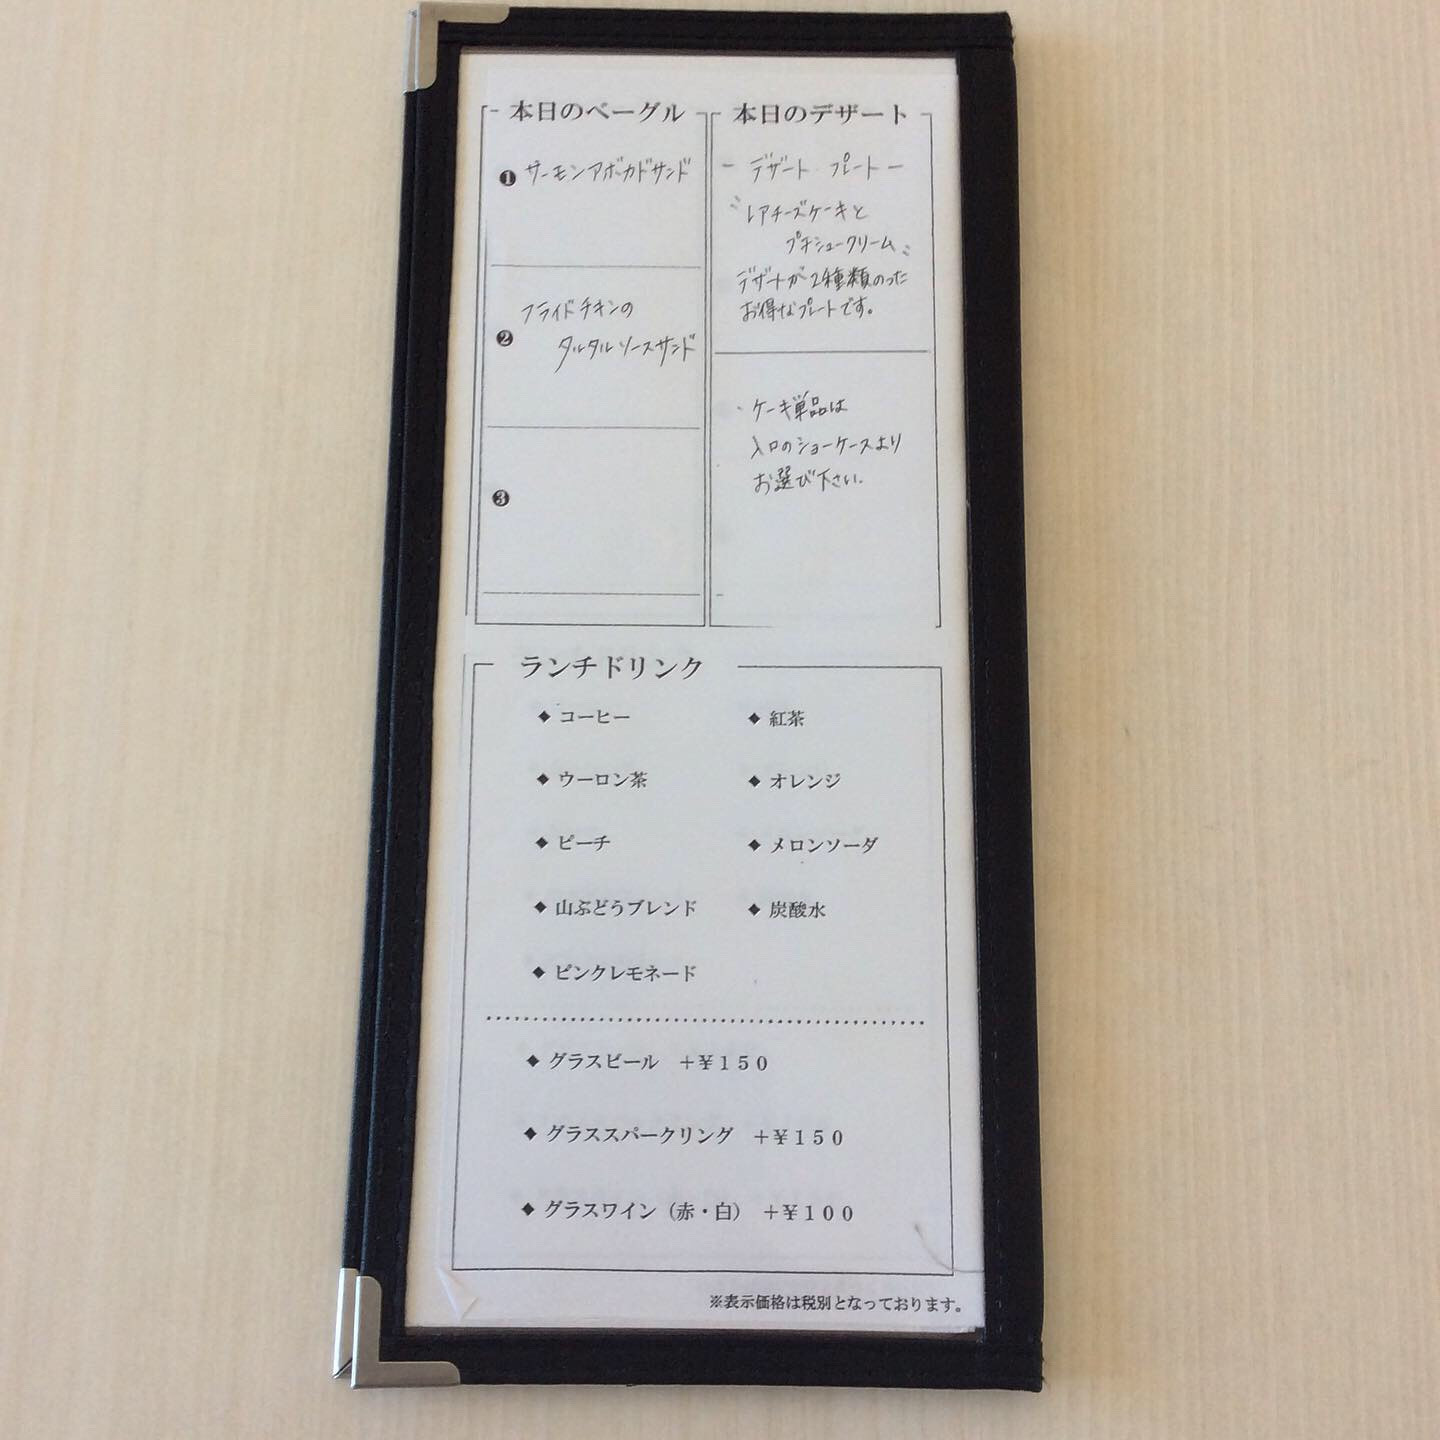 本日のベーグル
❶ サーモンアボカドサンド
❷ フライドチキンの
タルタルソースサンド
❸
本日のデザート
ー デザート プレート ー
〝レアチーズケーキと
プチシュークリーム〟
デザートが2種類のった
お得なプレートです。
・ケーキ単品は
入口のショーケースより
お選び下さい.
ランチドリンク
◆ コーヒー ◆ 紅茶
◆ ウーロン茶 ◆ オレンジ
◆ ピーチ ◆ メロンソーダ
◆ 山ぶどうブレンド ◆ 炭酸水
◆ ピンクレモネード
◆ グラスビール +¥150
◆ グラススパークリング +¥150
◆ グラスワイン（赤・白） +¥100
※表示価格は税別となっております。